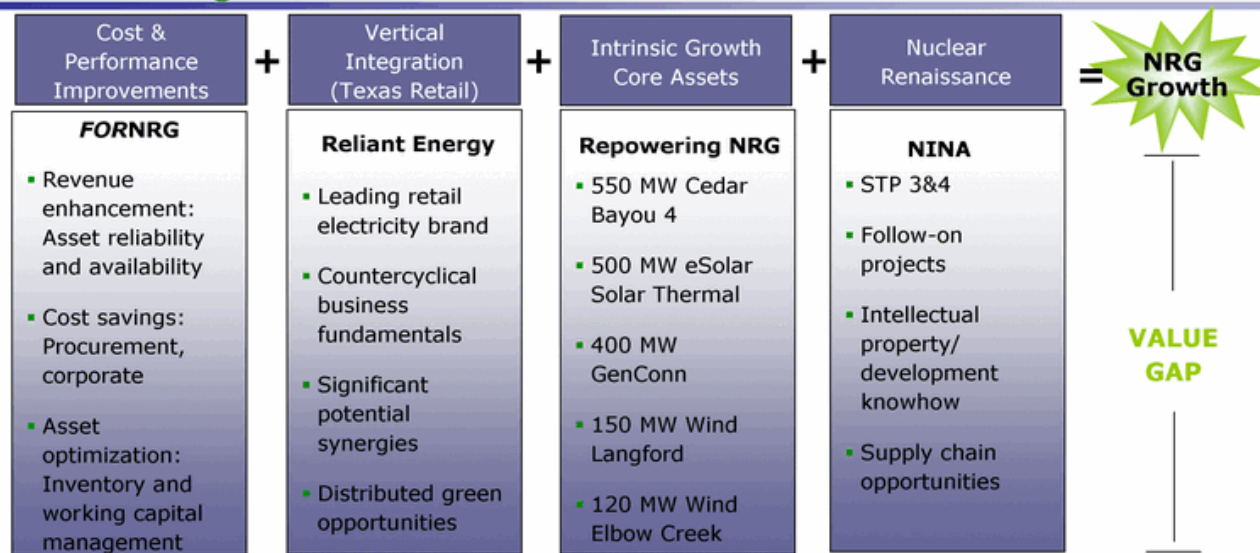 Cost &
Performance
Improvements
+
Vertical
Integration
(Texas Retail)
+
Intrinsic Growth
Core Assets
+
Nuclear
Renaissance
=
NRG
Growth
FORNRG
▪ Revenue
enhancement:
Asset reliability
and availability
▪ Cost savings:
Procurement,
corporate
▪ Asset
optimization:
Inventory and
working capital
management
Reliant Energy
▪ Leading retail
electricity brand
▪ Countercyclical
business
fundamentals
▪ Significant
potential
synergies
▪ Distributed green
opportunities
Repowering NRG
▪ 550 MW Cedar
Bayou 4
▪ 500 MW eSolar
Solar Thermal
▪ 400 MW
GenConn
▪ 150 MW Wind
Langford
▪ 120 MW Wind
Elbow Creek
NINA
▪ STP 3&4
▪ Follow-on
projects
▪ Intellectual
property/
development
knowhow
▪ Supply chain
opportunities
VALUE
GAP